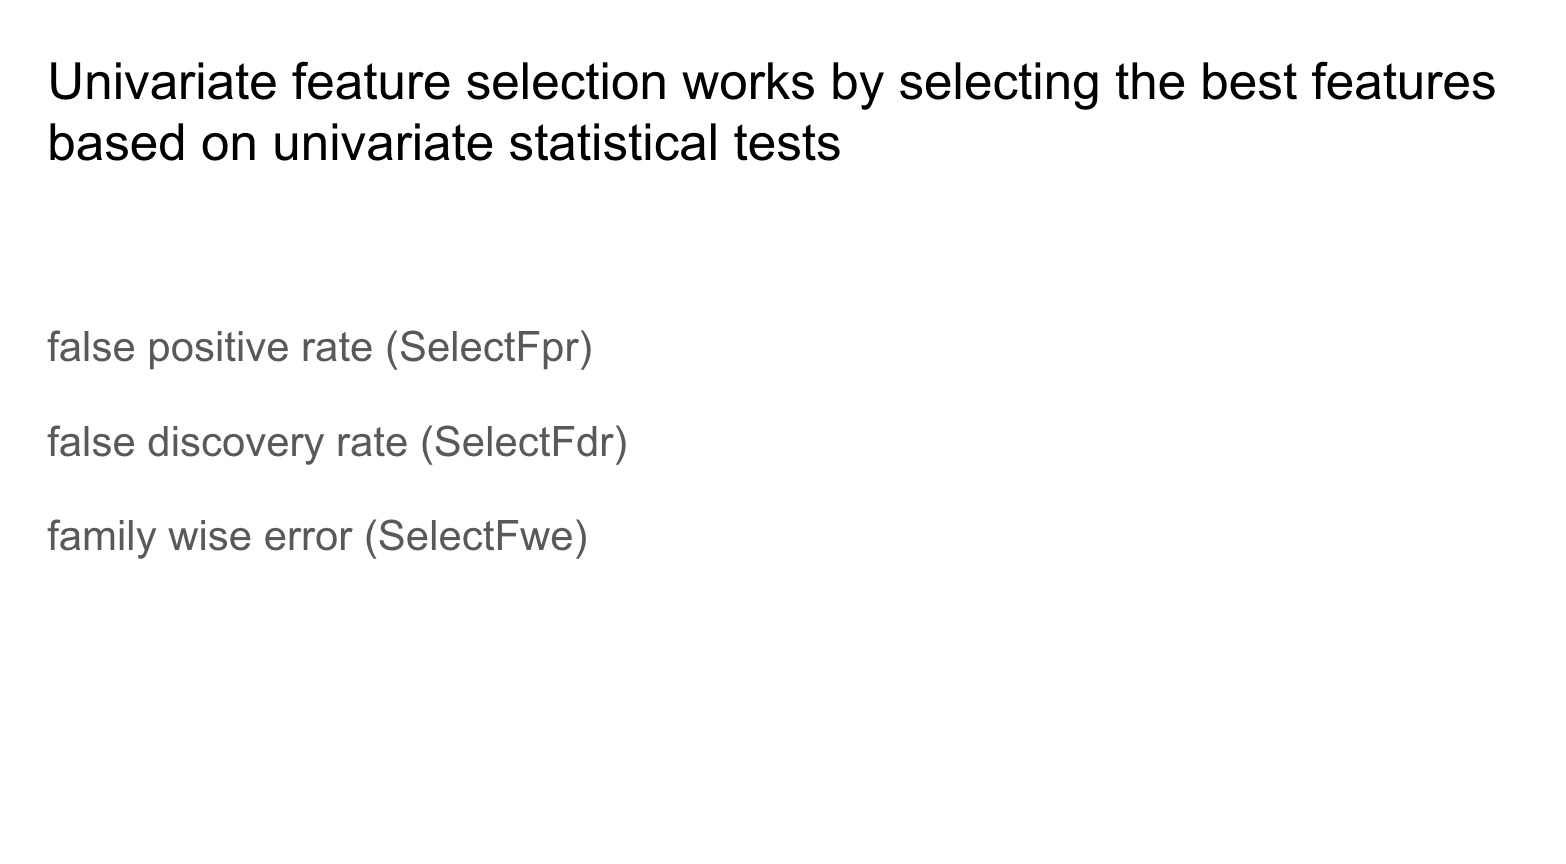 Univariate feature selection works by selecting the best features
based on univariate statistical tests
false positive rate (SelectFpr)
false discovery rate (SelectFdr)
family wise error (SelectFwe)